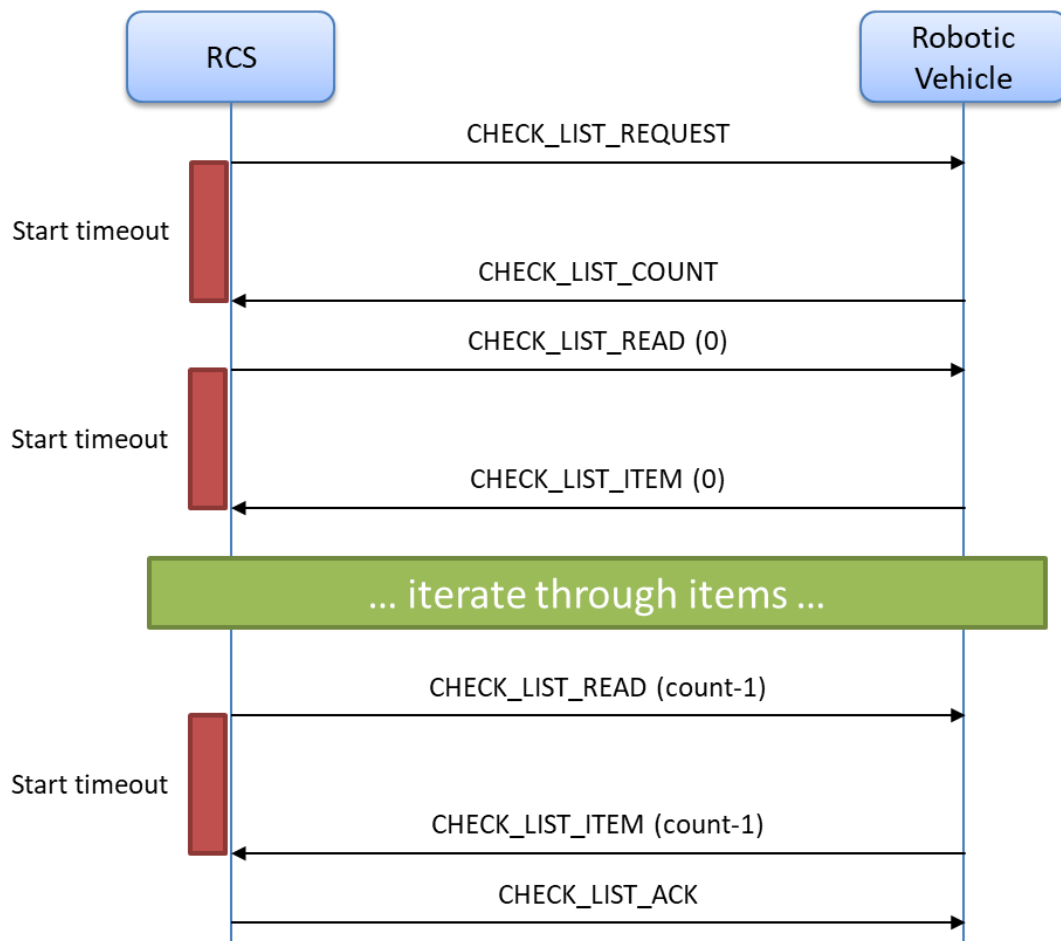 RCS
Robotic
Vehicle
CHECK_LIST_REQUEST
Start timeout
CHECK_LIST_COUNT
CHECK_LIST_READ (0)
Start timeout
CHECK_LIST_ITEM (0)
... iterate through items ...
CHECK_LIST_READ (count-1)
Start timeout
CHECK_LIST_ITEM (count-1)
CHECK_LIST_ACK